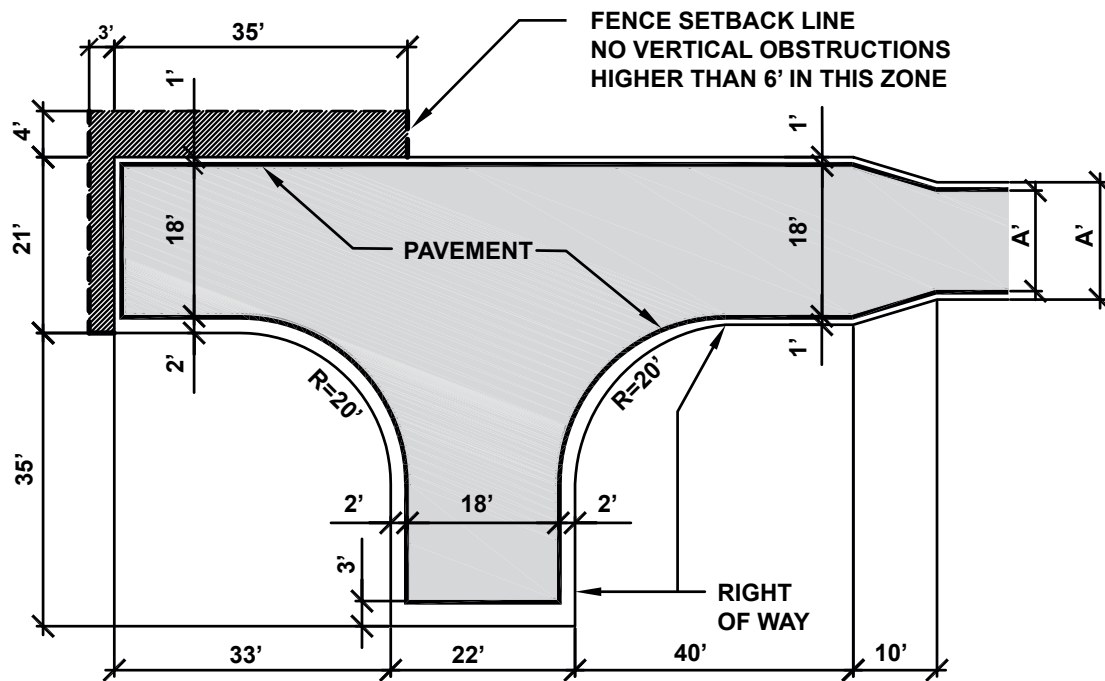 3’
35’
FENCE SETBACK LINE
NO VERTICAL OBSTRUCTIONS
HIGHER THAN 6’ IN THIS ZONE
1’
4’
1’
21’
18’
PAVEMENT
18’
A’
A’
2’
R=20’
R=20’
1’
35’
2’
18’
2’
3’
RIGHT
OF WAY
33’
22’
40’
10’